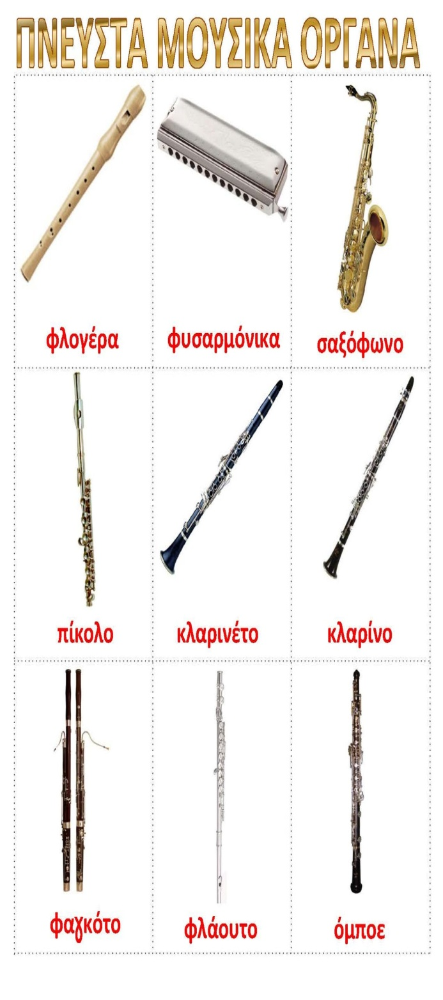 ΠΝΕΥΣΤΑ ΜΟΥΣΙΚΑ ΟΡΓΑΝΑ
φλογέρα
φυσαρμόνικα
σαξόφωνο
πίκολο
κλαρινέτο
κλαρίνο
φαγκότο
φλάουτο
όμποε